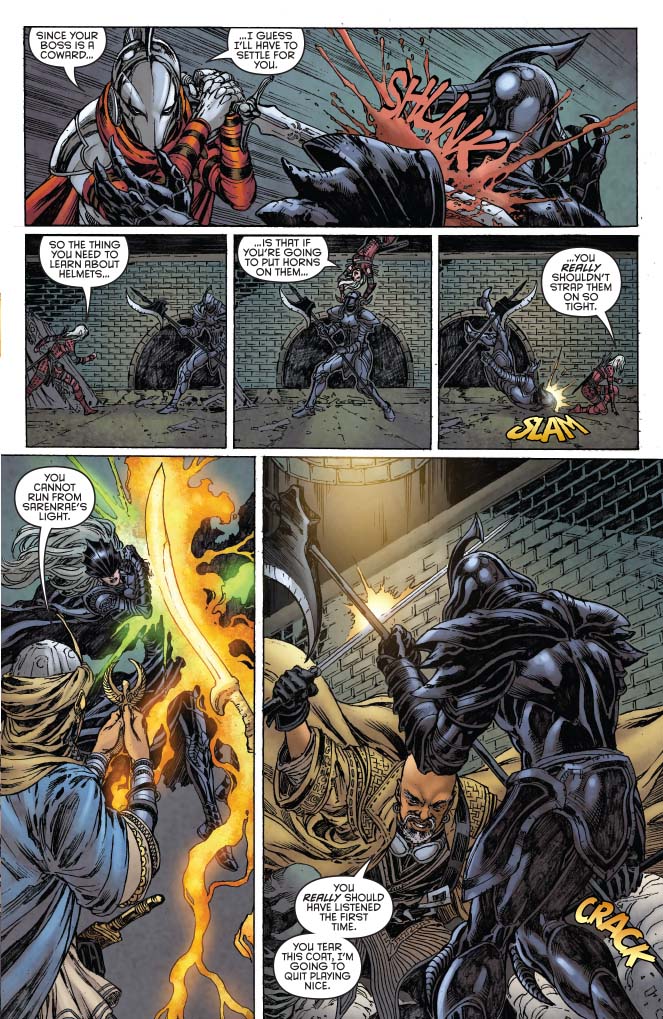 SINCE YOUR
BOSS IS A
COWARD...
...I GUESS
I'LL HAVE TO
SETTLE FOR
YOU.
SHUNK
SO THE THING
YOU NEED TO
LEARN ABOUT
HELMETS...
...IS THAT IF
YOU'RE GOING
TO PUT HORNS
ON THEM...
...YOU
REALLY
SHOULDN'T
STRAP THEM
ON SO
TIGHT.
SLAM
YOU
CANNOT
RUN FROM
SARENRAE'S
LIGHT.
YOU
REALLY SHOULD
HAVE LISTENED
THE FIRST
TIME.
YOU TEAR
THIS COAT, I'M
GOING TO
QUIT PLAYING
NICE.
CRACK